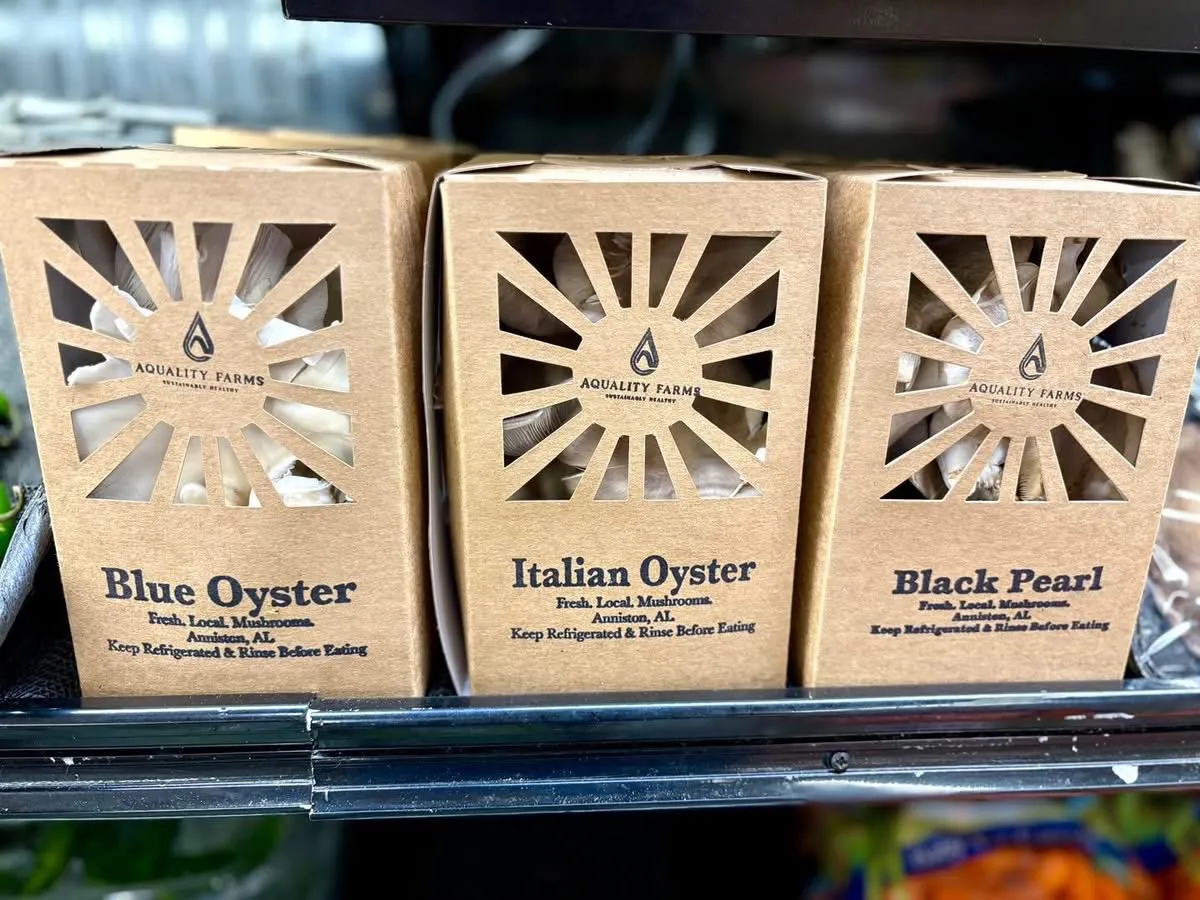 AQUALITY FARMS
SUSTAINABLY HEALTHY
Blue Oyster
Fresh. Local. Mushrooms.
Anniston, AL
Keep Refrigerated & Rinse Before Eating
AQUALITY FARMS
SUSTAINABLY HEALTHY
Italian Oyster
Fresh. Local. Mushrooms.
Anniston, AL
Keep Refrigerated & Rinse Before Eating
AQUALITY FARMS
SUSTAINABLY HEALTHY
Black Pearl
Fresh. Local. Mushrooms.
Anniston, AL
Keep Refrigerated & Rinse Before Eating